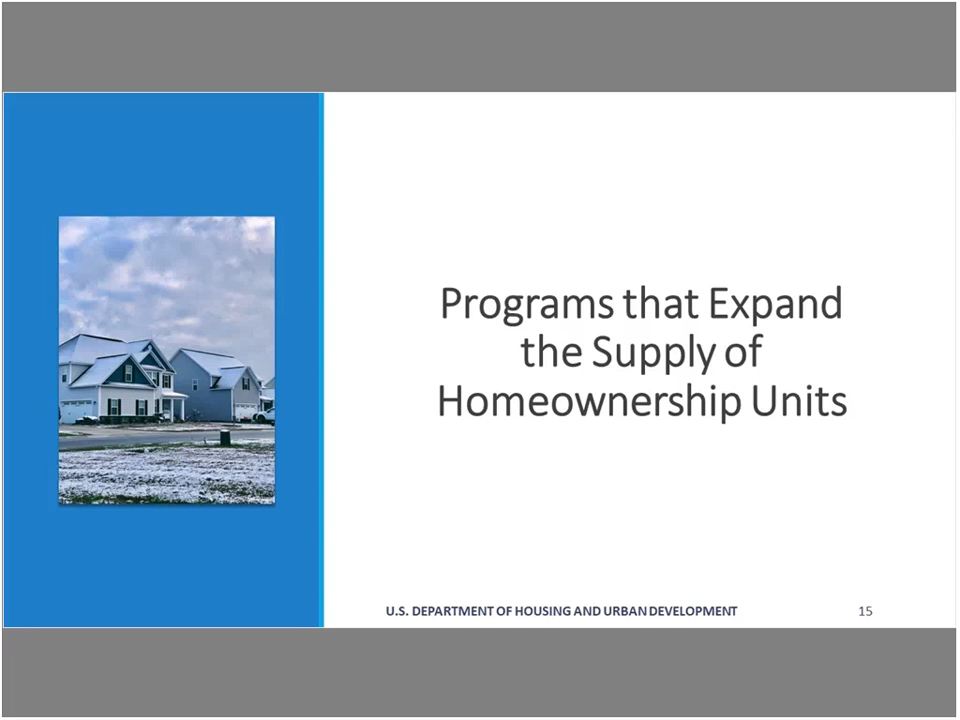 Programs that Expand
the Supply of
Homeownership Units
U.S. DEPARTMENT OF HOUSING AND URBAN DEVELOPMENT
15